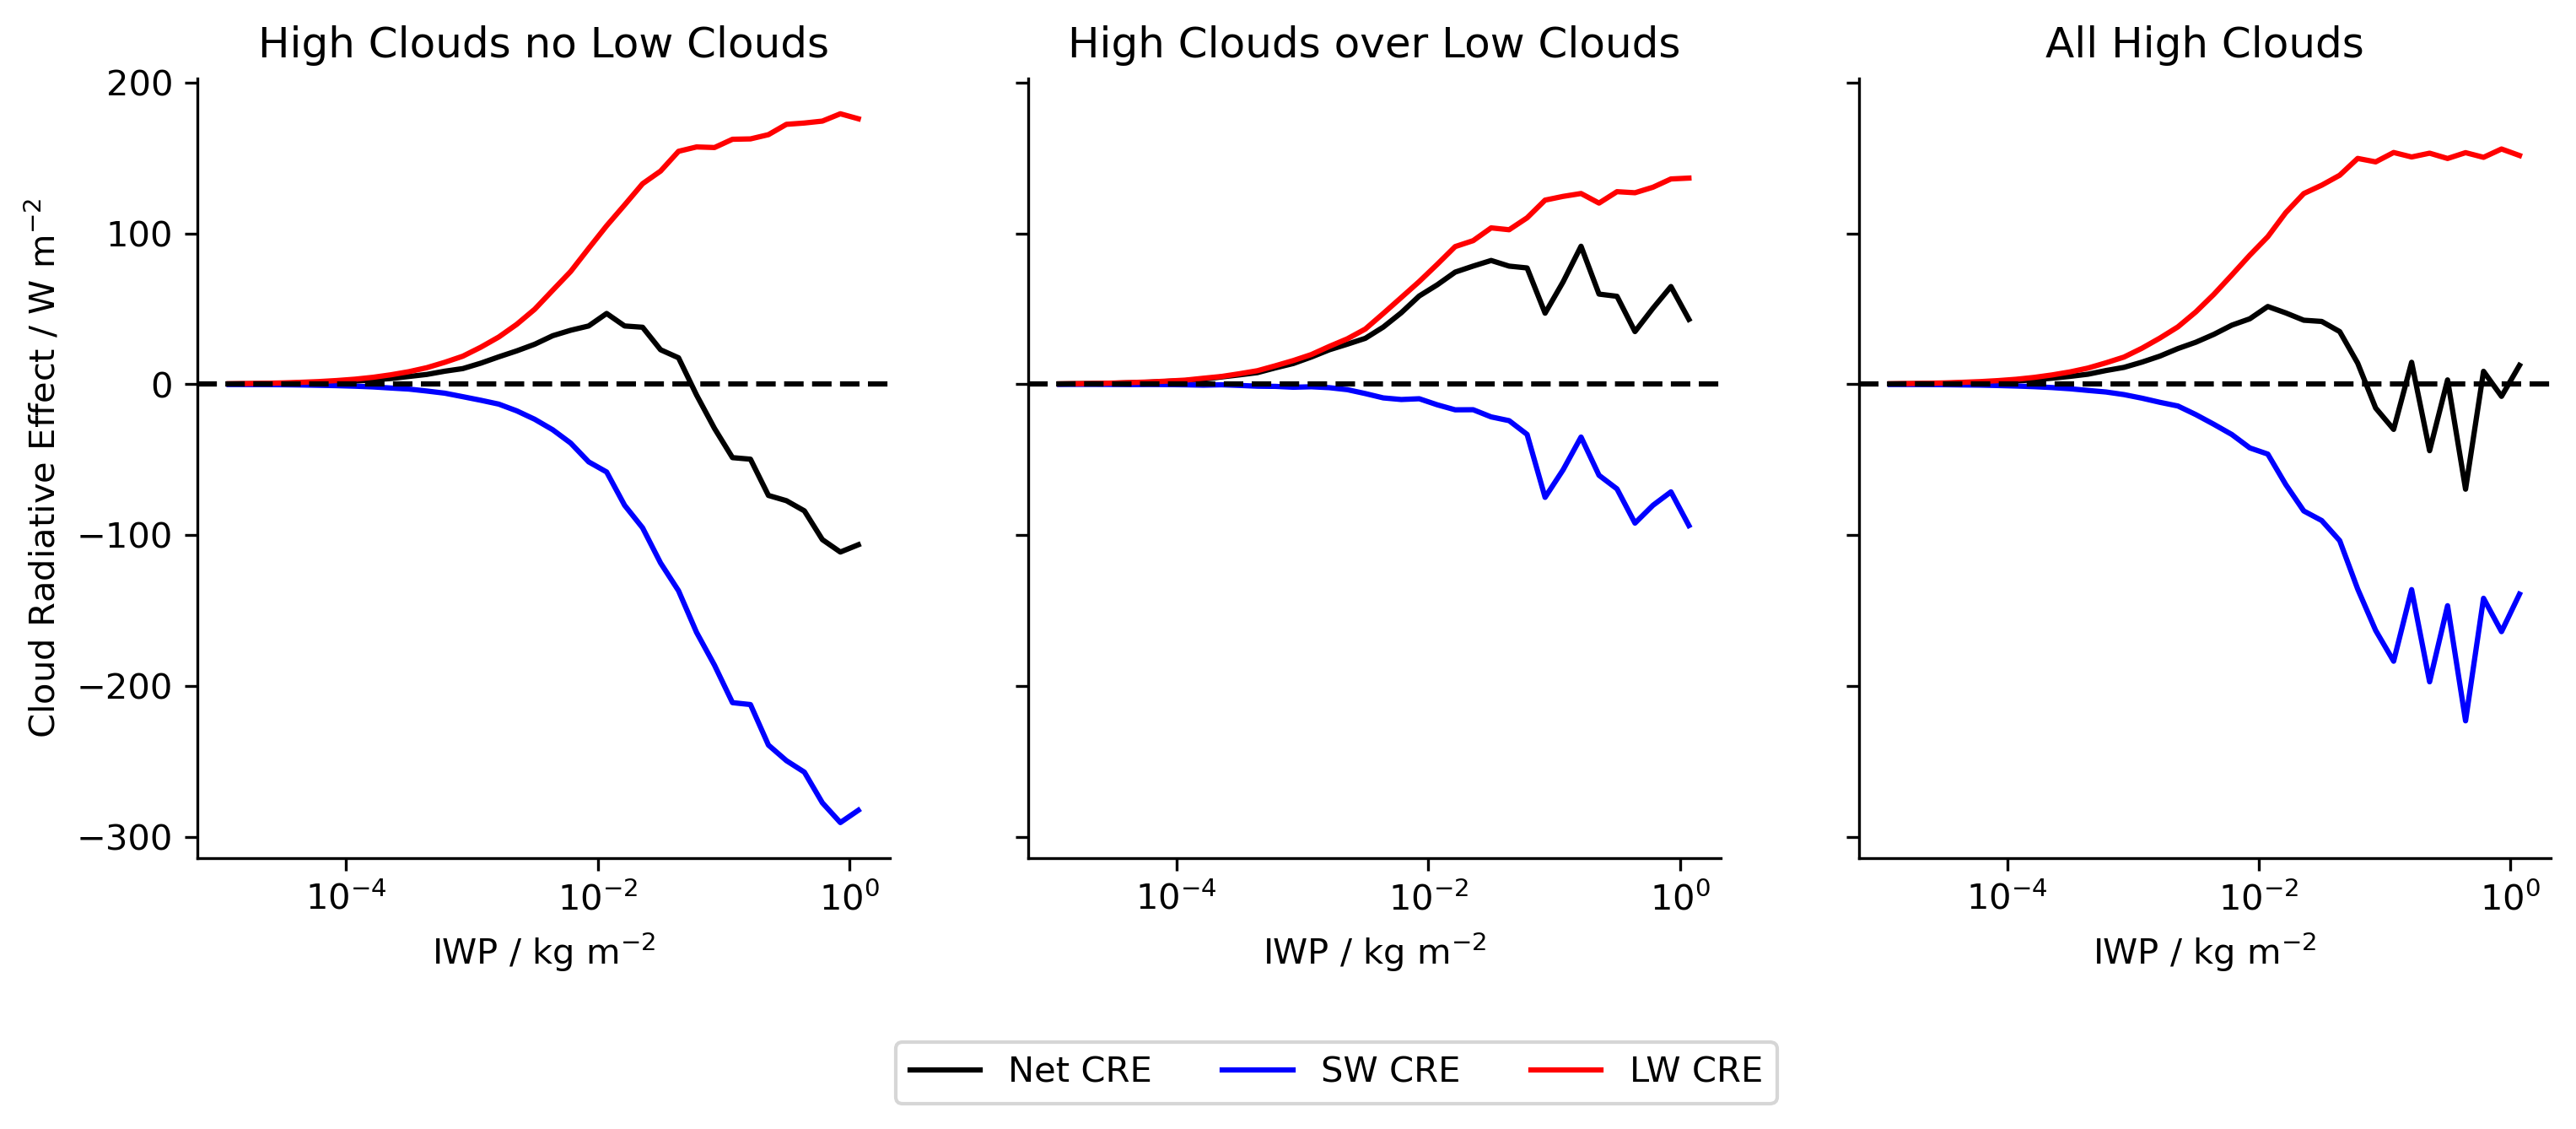 High Clouds no Low Clouds
High Clouds over Low Clouds
All High Clouds
Cloud Radiative Effect / W m⁻²
200
100
0
−100
−200
−300
10⁻⁴ 10⁻² 10⁰
10⁻⁴ 10⁻² 10⁰
10⁻⁴ 10⁻² 10⁰
IWP / kg m⁻²
IWP / kg m⁻²
IWP / kg m⁻²
Net CRE
SW CRE
LW CRE